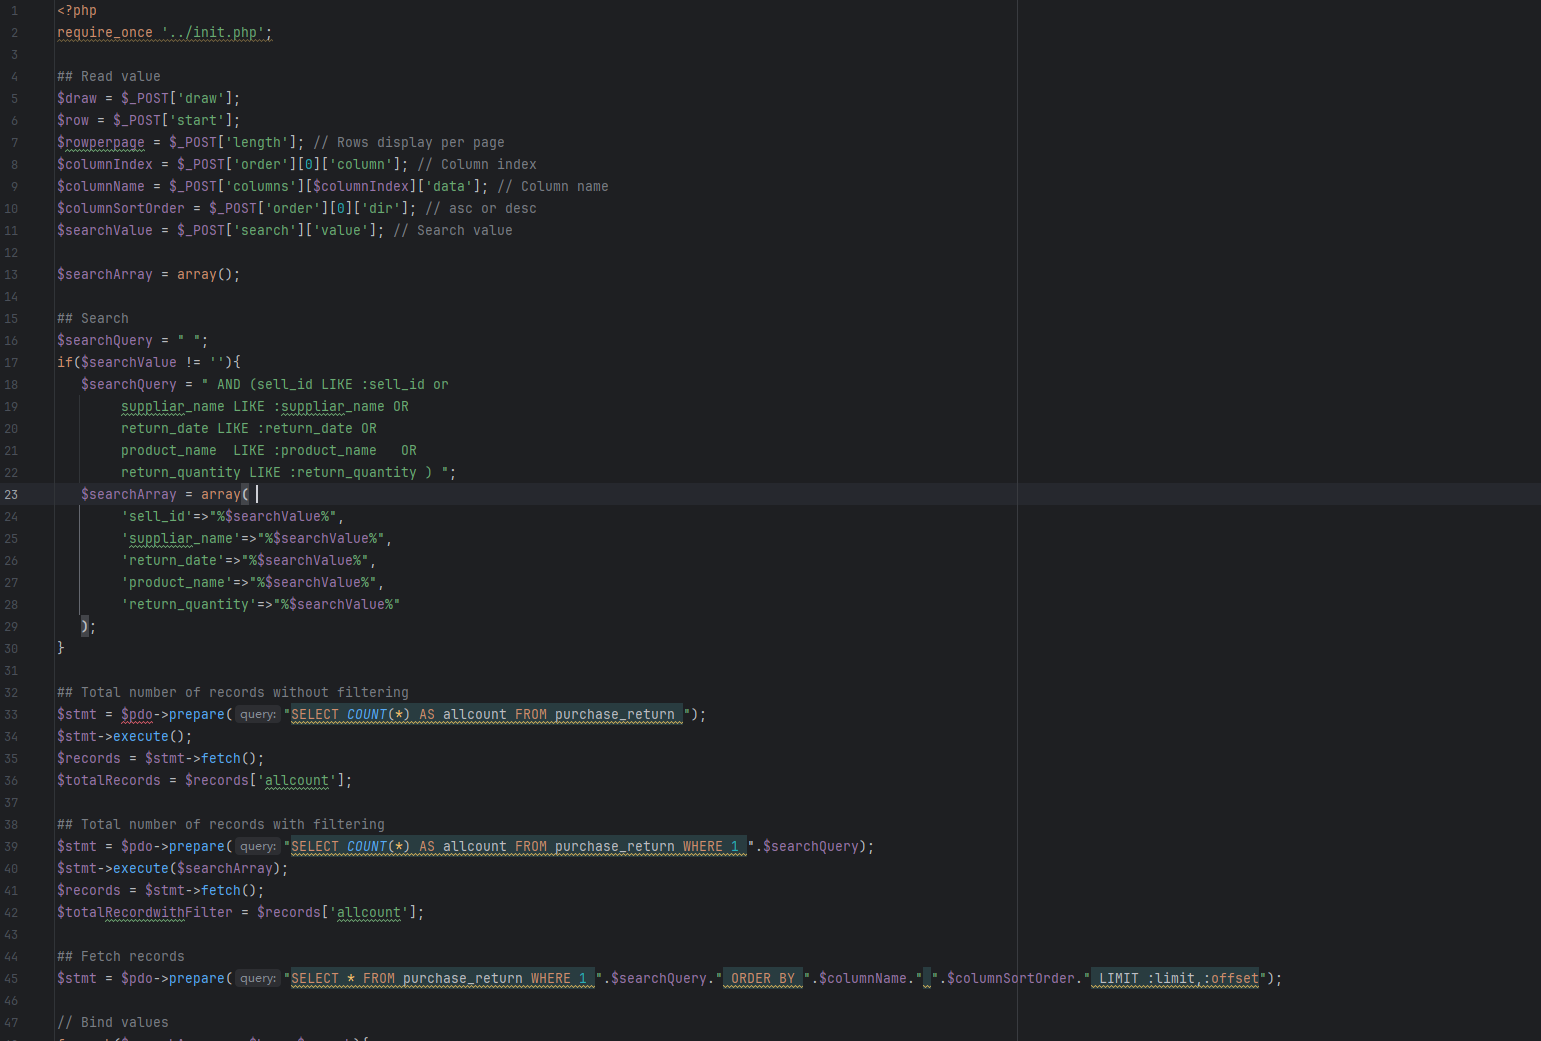 1 <?php
2 require_once '../init.php';
3
4 ## Read value
5 $draw = $_POST['draw'];
6 $row = $_POST['start'];
7 $rowperpage = $_POST['length']; // Rows display per page
8 $columnIndex = $_POST['order'][0]['column']; // Column index
9 $columnName = $_POST['columns'][$columnIndex]['data']; // Column name
10 $columnSortOrder = $_POST['order'][0]['dir']; // asc or desc
11 $searchValue = $_POST['search']['value']; // Search value
12
13 $searchArray = array();
14
15 ## Search
16 $searchQuery = " ";
17 if($searchValue != ''){
18    $searchQuery = " AND (sell_id LIKE :sell_id or
19         suppliar_name LIKE :suppliar_name OR
20         return_date LIKE :return_date OR
21         product_name  LIKE :product_name   OR
22         return_quantity LIKE :return_quantity ) ";
23    $searchArray = array(
24         'sell_id'=>"%$searchValue%",
25         'suppliar_name'=>"%$searchValue%",
26         'return_date'=>"%$searchValue%",
27         'product_name'=>"%$searchValue%",
28         'return_quantity'=>"%$searchValue%"
29    );
30 }
31
32 ## Total number of records without filtering
33 $stmt = $pdo->prepare( query: "SELECT COUNT(*) AS allcount FROM purchase_return ");
34 $stmt->execute();
35 $records = $stmt->fetch();
36 $totalRecords = $records['allcount'];
37
38 ## Total number of records with filtering
39 $stmt = $pdo->prepare( query: "SELECT COUNT(*) AS allcount FROM purchase_return WHERE 1 ".$searchQuery);
40 $stmt->execute($searchArray);
41 $records = $stmt->fetch();
42 $totalRecordwithFilter = $records['allcount'];
43
44 ## Fetch records
45 $stmt = $pdo->prepare( query: "SELECT * FROM purchase_return WHERE 1 ".$searchQuery." ORDER BY ".$columnName." ".$columnSortOrder." LIMIT :limit,:offset");
46
47 // Bind values